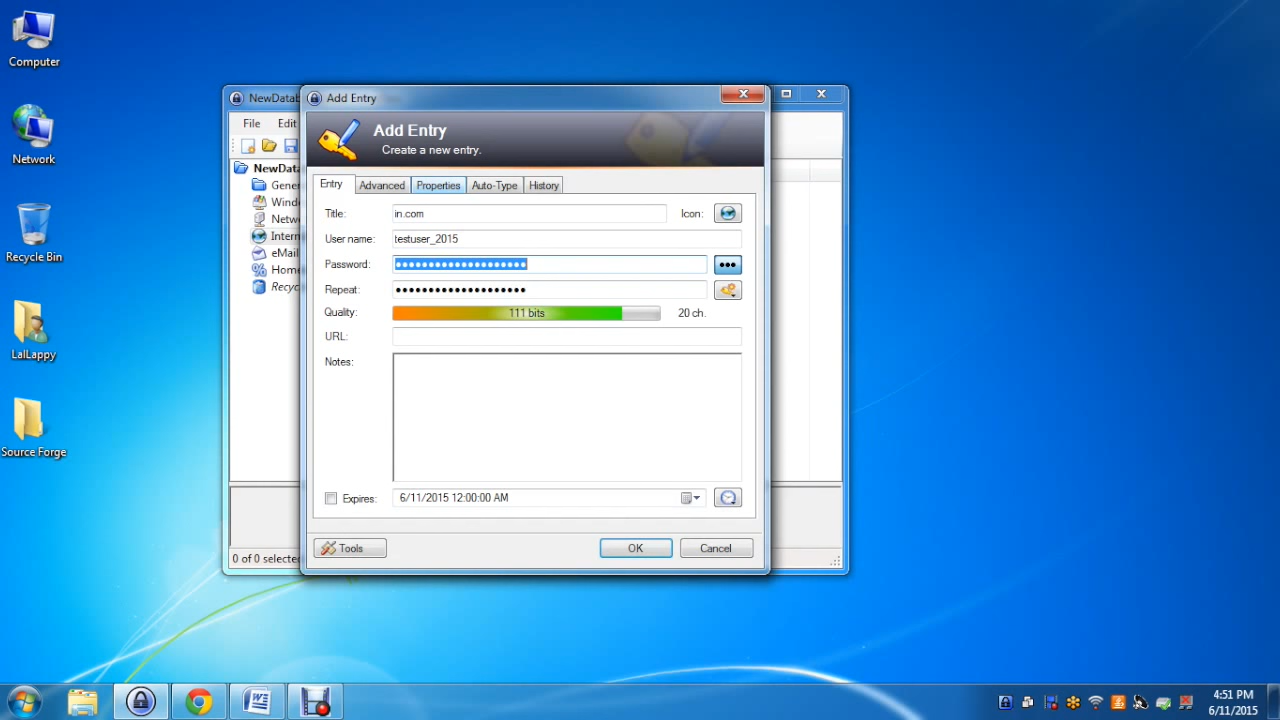 Computer
Network
Recycle Bin
LalLappy
Source Forge
NewDatab
Add Entry
File Edit
Add Entry
Create a new entry.
NewData
Gener
Windo
Netwo
Intern
eMail
Home
Recyc
Entry Advanced Properties Auto-Type History
Title: in.com Icon:
User name: testuser_2015
Password: ••••••••••••••••••••
Repeat: ••••••••••••••••••••
Quality: 111 bits 20 ch.
URL:
Notes:
Expires: 6/11/2015 12:00:00 AM
Tools OK Cancel
0 of 0 selected
4:51 PM
6/11/2015